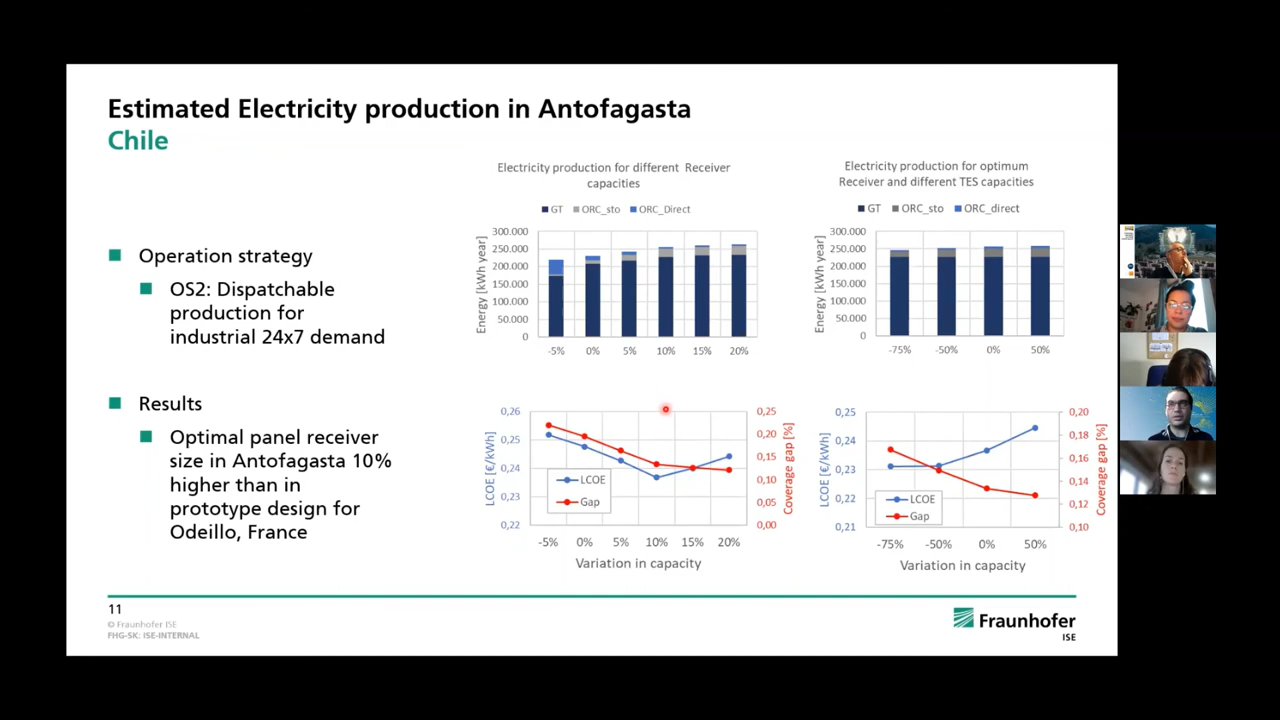 Estimated Electricity production in Antofagasta
Chile
Operation strategy
OS2: Dispatchable
production for
industrial 24x7 demand
Results
Optimal panel receiver
size in Antofagasta 10%
higher than in
prototype design for
Odeillo, France
Electricity production for different Receiver
capacities
GT ORC_sto ORC_Direct
Energy [kWh year]
300.000
250.000
200.000
150.000
100.000
50.000
0
-5% 0% 5% 10% 15% 20%
Electricity production for optimum
Receiver and different TES capacities
GT ORC_sto ORC_direct
Energy [kWh year]
300.000
250.000
200.000
150.000
100.000
50.000
0
-75% -50% 0% 50%
LCOE [€/kWh]
0,26
0,25
0,24
0,23
0,22
LCOE
Gap
0,25
0,20
0,15
0,10
0,05
0,00
Coverage gap [%]
-5% 0% 5% 10% 15% 20%
Variation in capacity
LCOE [€/kWh]
0,25
0,24
0,23
0,22
0,21
LCOE
Gap
0,20
0,18
0,16
0,14
0,12
0,10
Coverage gap [%]
-75% -50% 0% 50%
Variation in capacity
11
© Fraunhofer ISE
FHG-SK: ISE-INTERNAL
Fraunhofer
ISE